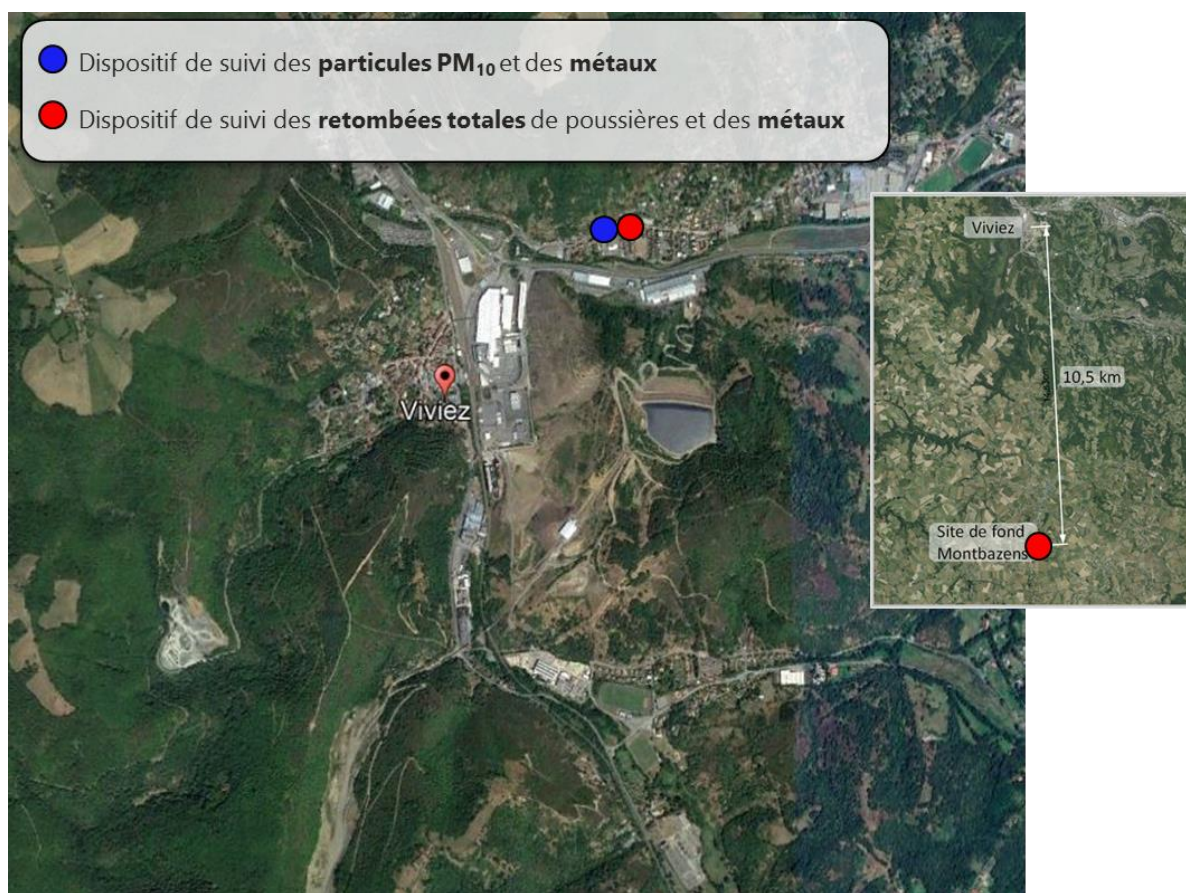 Dispositif de suivi des particules PM10 et des métaux
Dispositif de suivi des retombées totales de poussières et des métaux
Viviez
Viviez
10,5 km
Site de fond
Montbazens